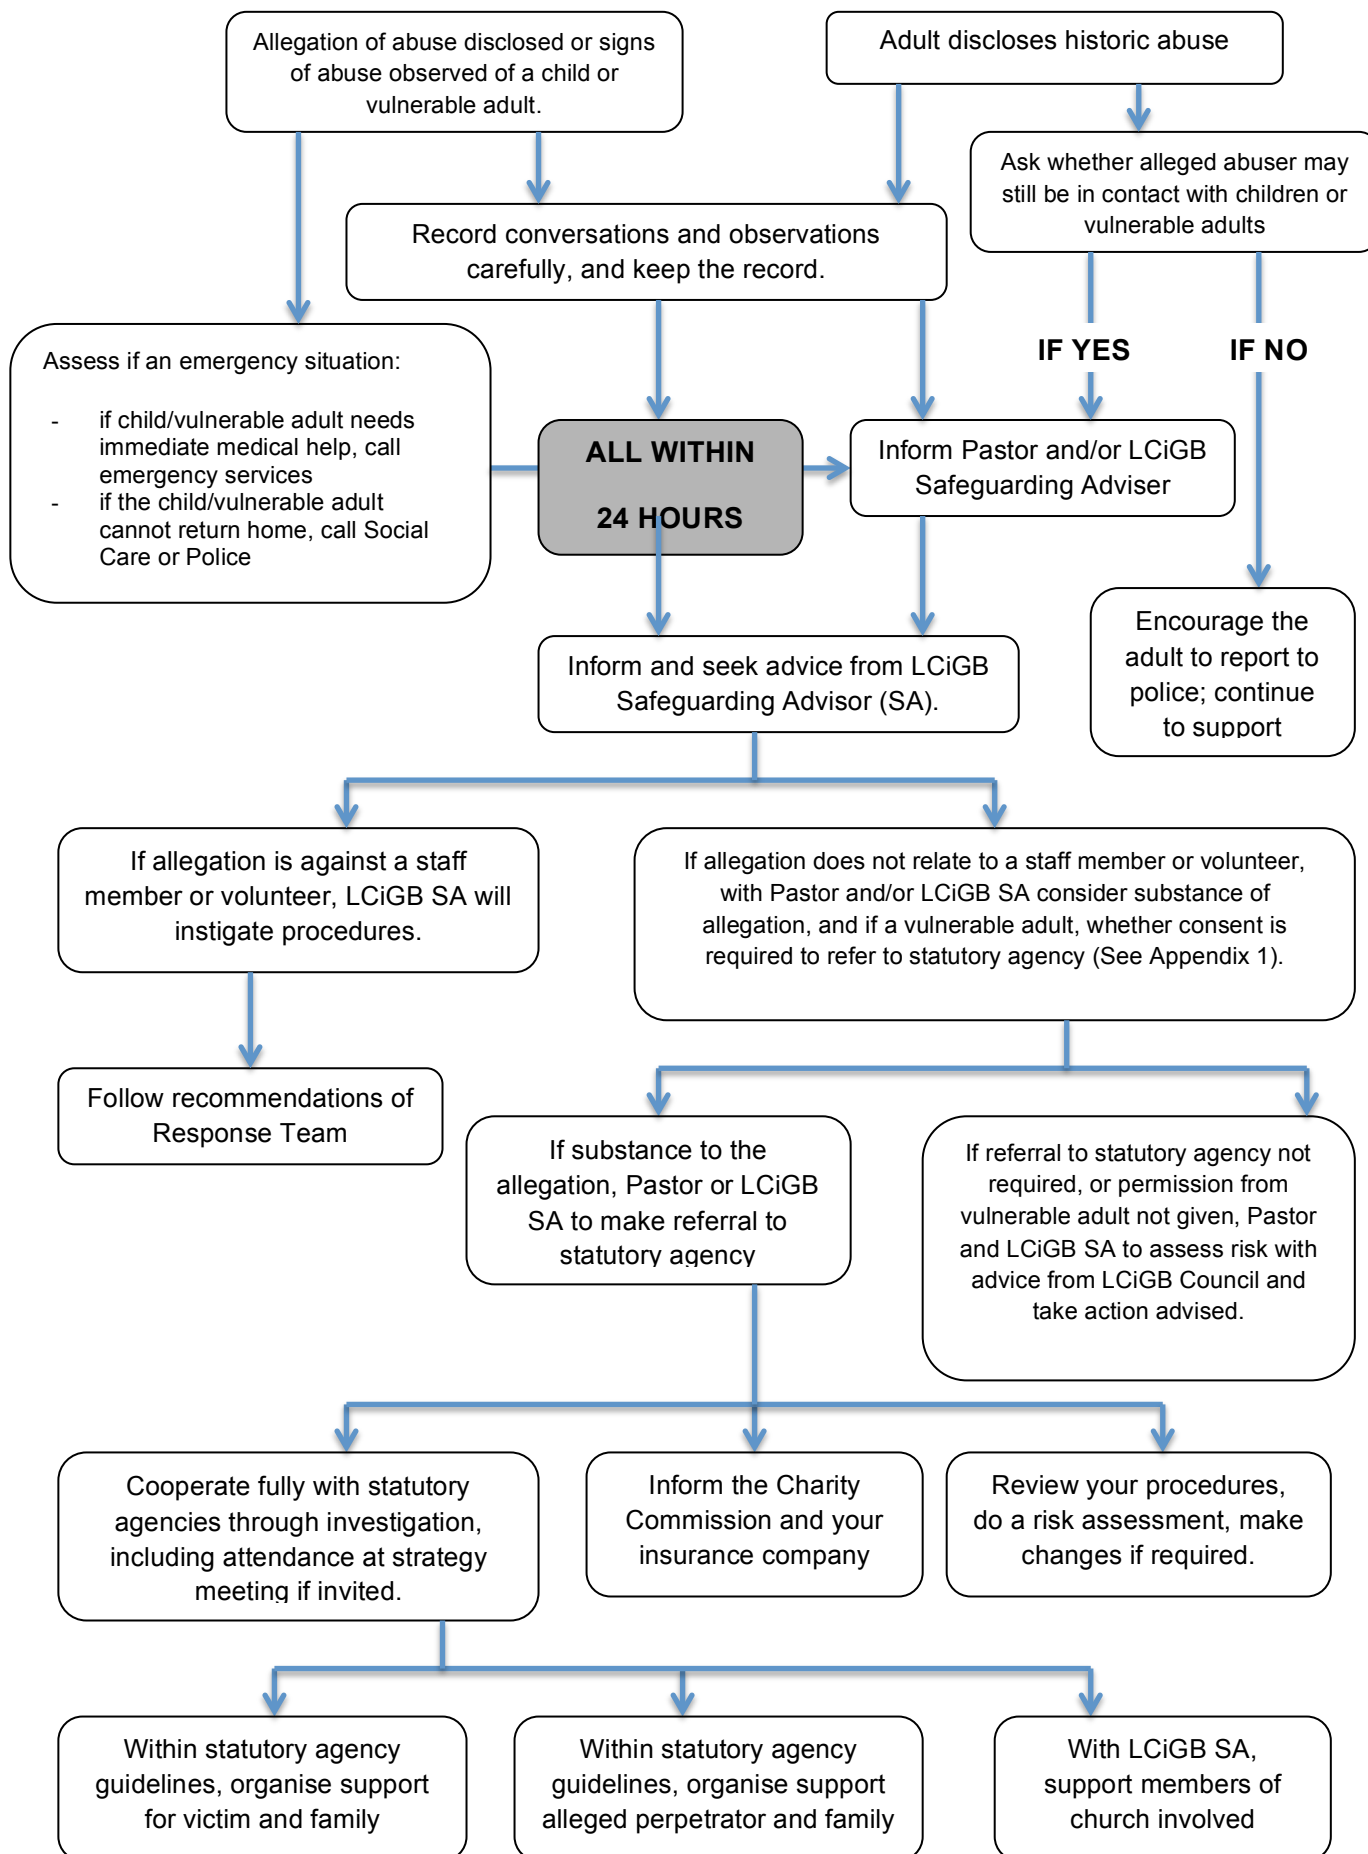 Allegation of abuse disclosed or signs
of abuse observed of a child or
vulnerable adult.
Adult discloses historic abuse
Ask whether alleged abuser may
still be in contact with children or
vulnerable adults
Record conversations and observations
carefully, and keep the record.
IF YES
IF NO
Assess if an emergency situation:
- if child/vulnerable adult needs
immediate medical help, call
emergency services
- if the child/vulnerable adult
cannot return home, call Social
Care or Police
ALL WITHIN
24 HOURS
Inform Pastor and/or LCiGB
Safeguarding Adviser
Encourage the
adult to report to
police; continue
to support
Inform and seek advice from LCiGB
Safeguarding Advisor (SA).
If allegation is against a staff
member or volunteer, LCiGB SA will
instigate procedures.
If allegation does not relate to a staff member or volunteer,
with Pastor and/or LCiGB SA consider substance of
allegation, and if a vulnerable adult, whether consent is
required to refer to statutory agency (See Appendix 1).
Follow recommendations of
Response Team
If substance to the
allegation, Pastor or LCiGB
SA to make referral to
statutory agency
If referral to statutory agency not
required, or permission from
vulnerable adult not given, Pastor
and LCiGB SA to assess risk with
advice from LCiGB Council and
take action advised.
Cooperate fully with statutory
agencies through investigation,
including attendance at strategy
meeting if invited.
Inform the Charity
Commission and your
insurance company
Review your procedures,
do a risk assessment, make
changes if required.
Within statutory agency
guidelines, organise support
for victim and family
Within statutory agency
guidelines, organise support
alleged perpetrator and family
With LCiGB SA,
support members of
church involved